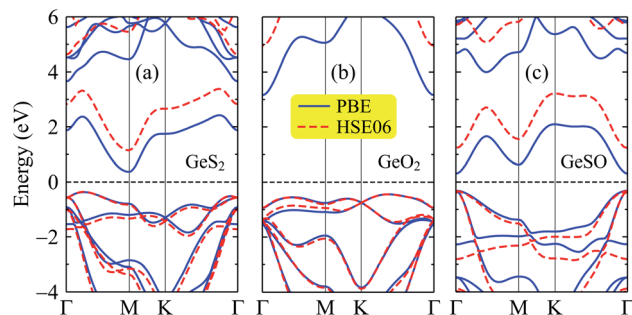 Energy (eV)
6
4
2
0
−2
−4
(a)
GeS₂
Γ M K Γ
(b)
PBE
HSE06
GeO₂
Γ M K Γ
(c)
GeSO
Γ M K Γ